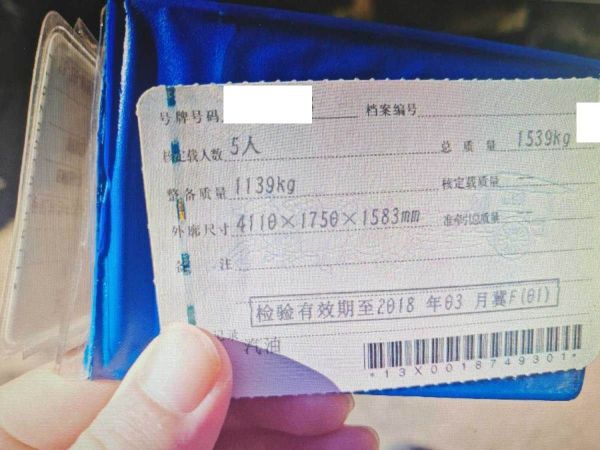 号牌号码 档案编号
核定载人数 5人 总质量 1539kg
整备质量 1139kg 核定载质量 --
外廓尺寸 4110×1750×1583mm 准牵引总质量 --
备注
检验有效期至2018 年03 月冀F(01)
汽油
*13X0018749301*